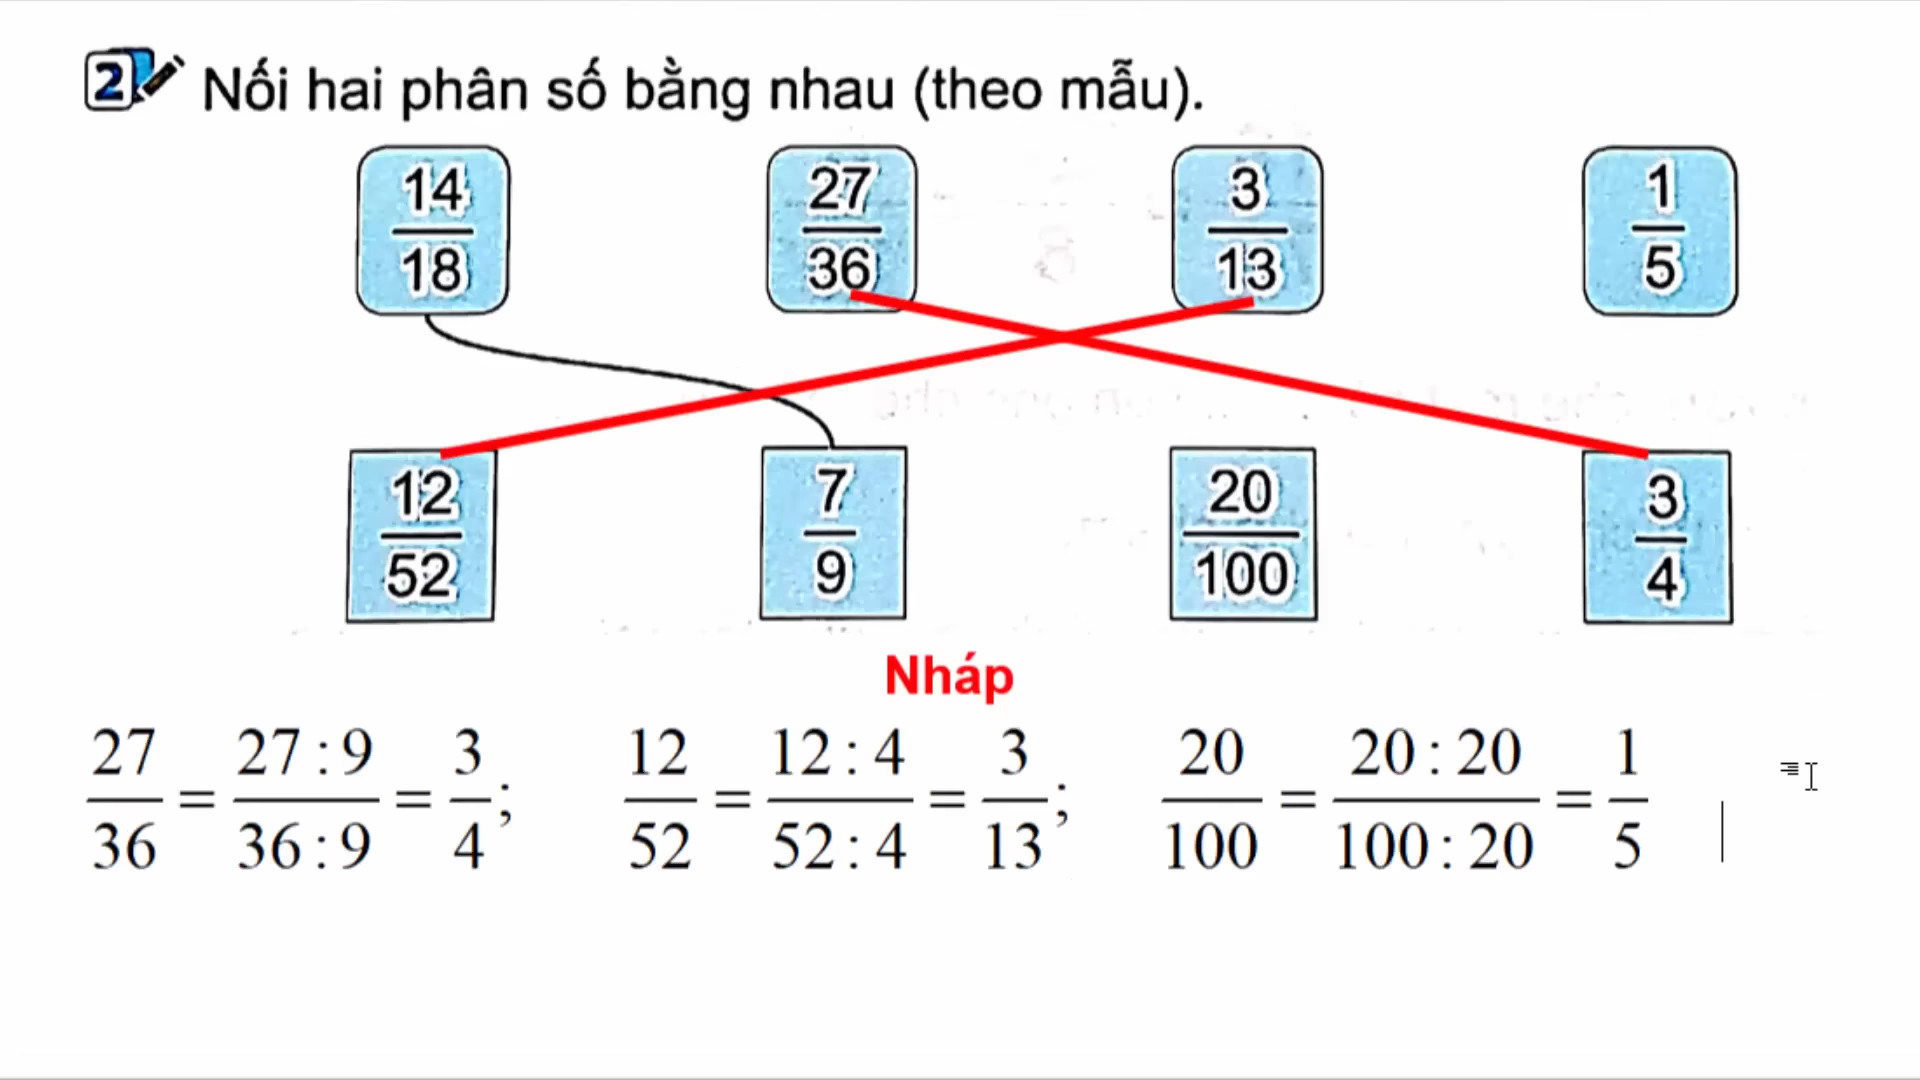 2 Nối hai phân số bằng nhau (theo mẫu).
14/18 27/36 3/13 1/5
12/52 7/9 20/100 3/4
Nháp
27/36 = 27 : 9/36 : 9 = 3/4; 12/52 = 12 : 4/52 : 4 = 3/13; 20/100 = 20 : 20/100 : 20 = 1/5